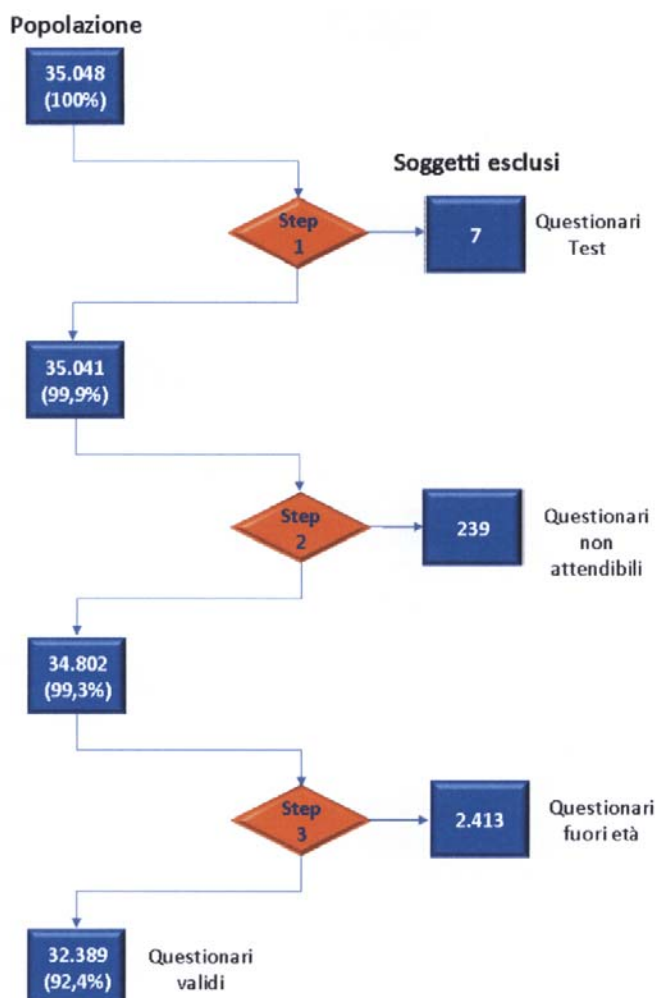 Popolazione
35.048
(100%)
Soggetti esclusi
Step
1
7
Questionari
Test
35.041
(99,9%)
Step
2
239
Questionari
non
attendibili
34.802
(99,3%)
Step
3
2.413
Questionari
fuori età
32.389
(92,4%)
Questionari
validi